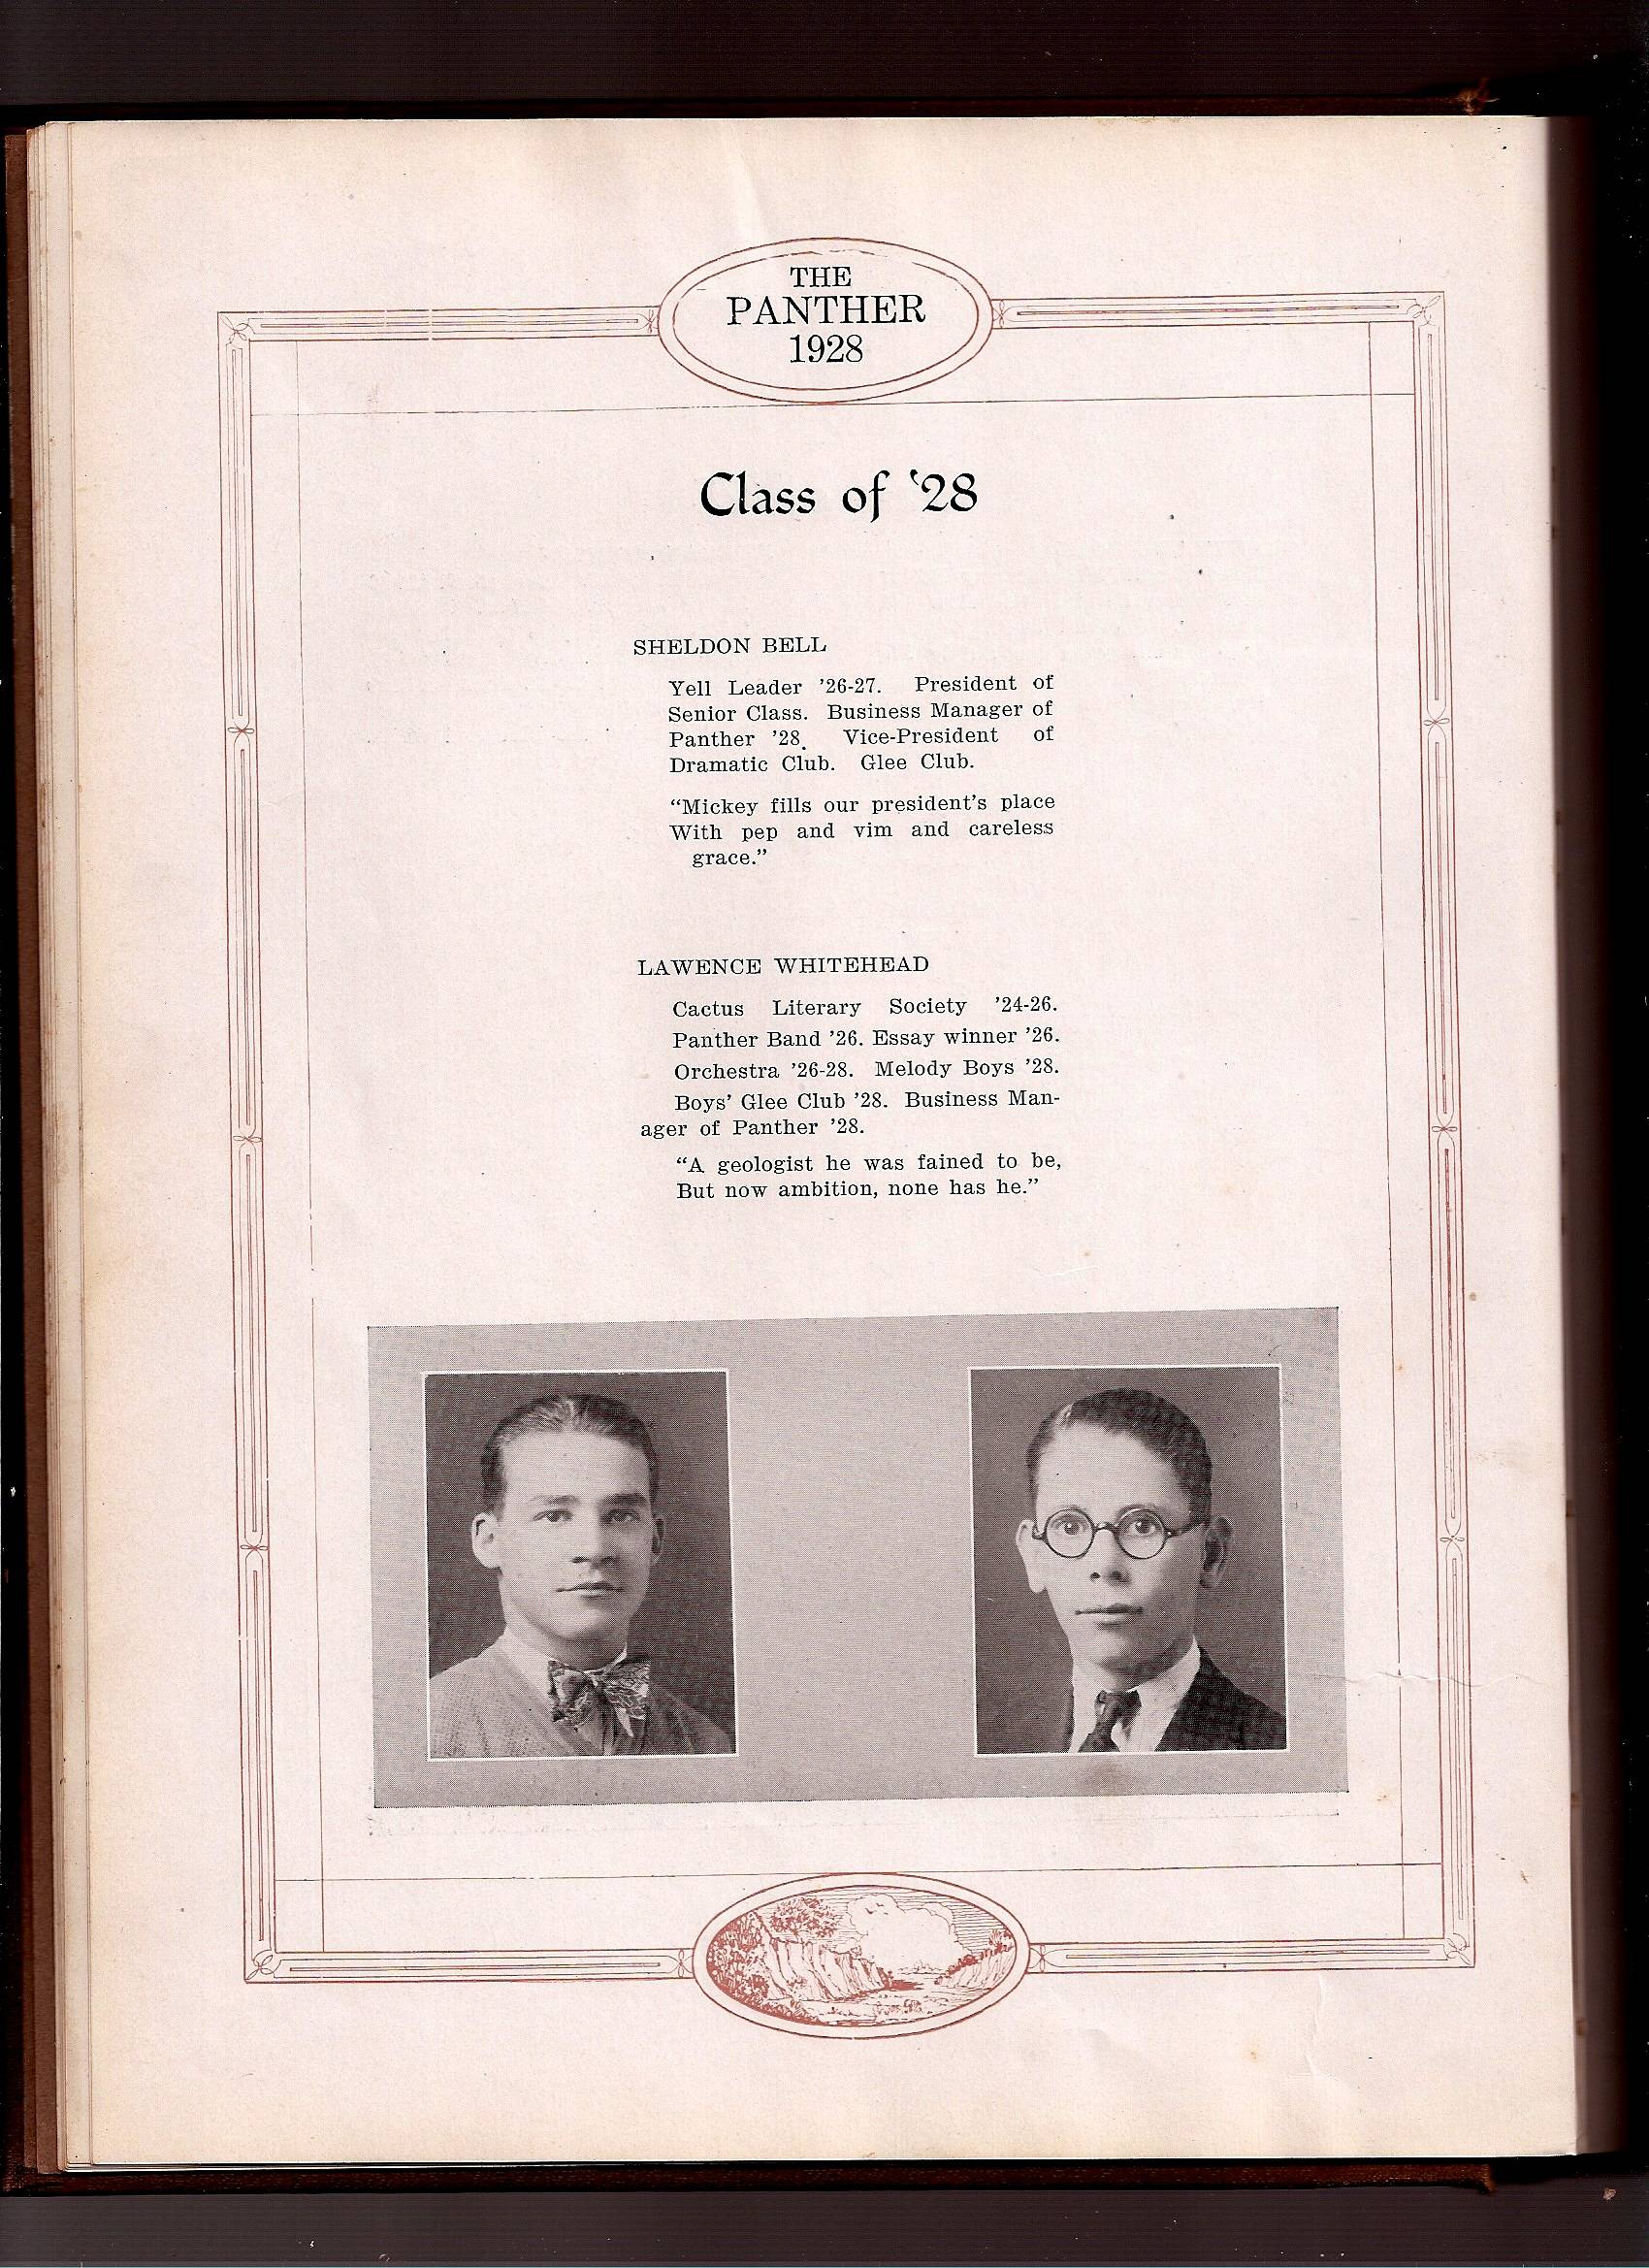 THE
PANTHER
1928
Class of ‘28
SHELDON BELL
Yell Leader ’26-27. President of
Senior Class. Business Manager of
Panther ’28. Vice-President of
Dramatic Club. Glee Club.
“Mickey fills our president’s place
With pep and vim and careless
grace.”
LAWENCE WHITEHEAD
Cactus Literary Society ’24-26.
Panther Band ’26. Essay winner ’26.
Orchestra ’26-28. Melody Boys ’28.
Boys’ Glee Club ’28. Business Man-
ager of Panther ’28.
“A geologist he was fained to be,
But now ambition, none has he.”